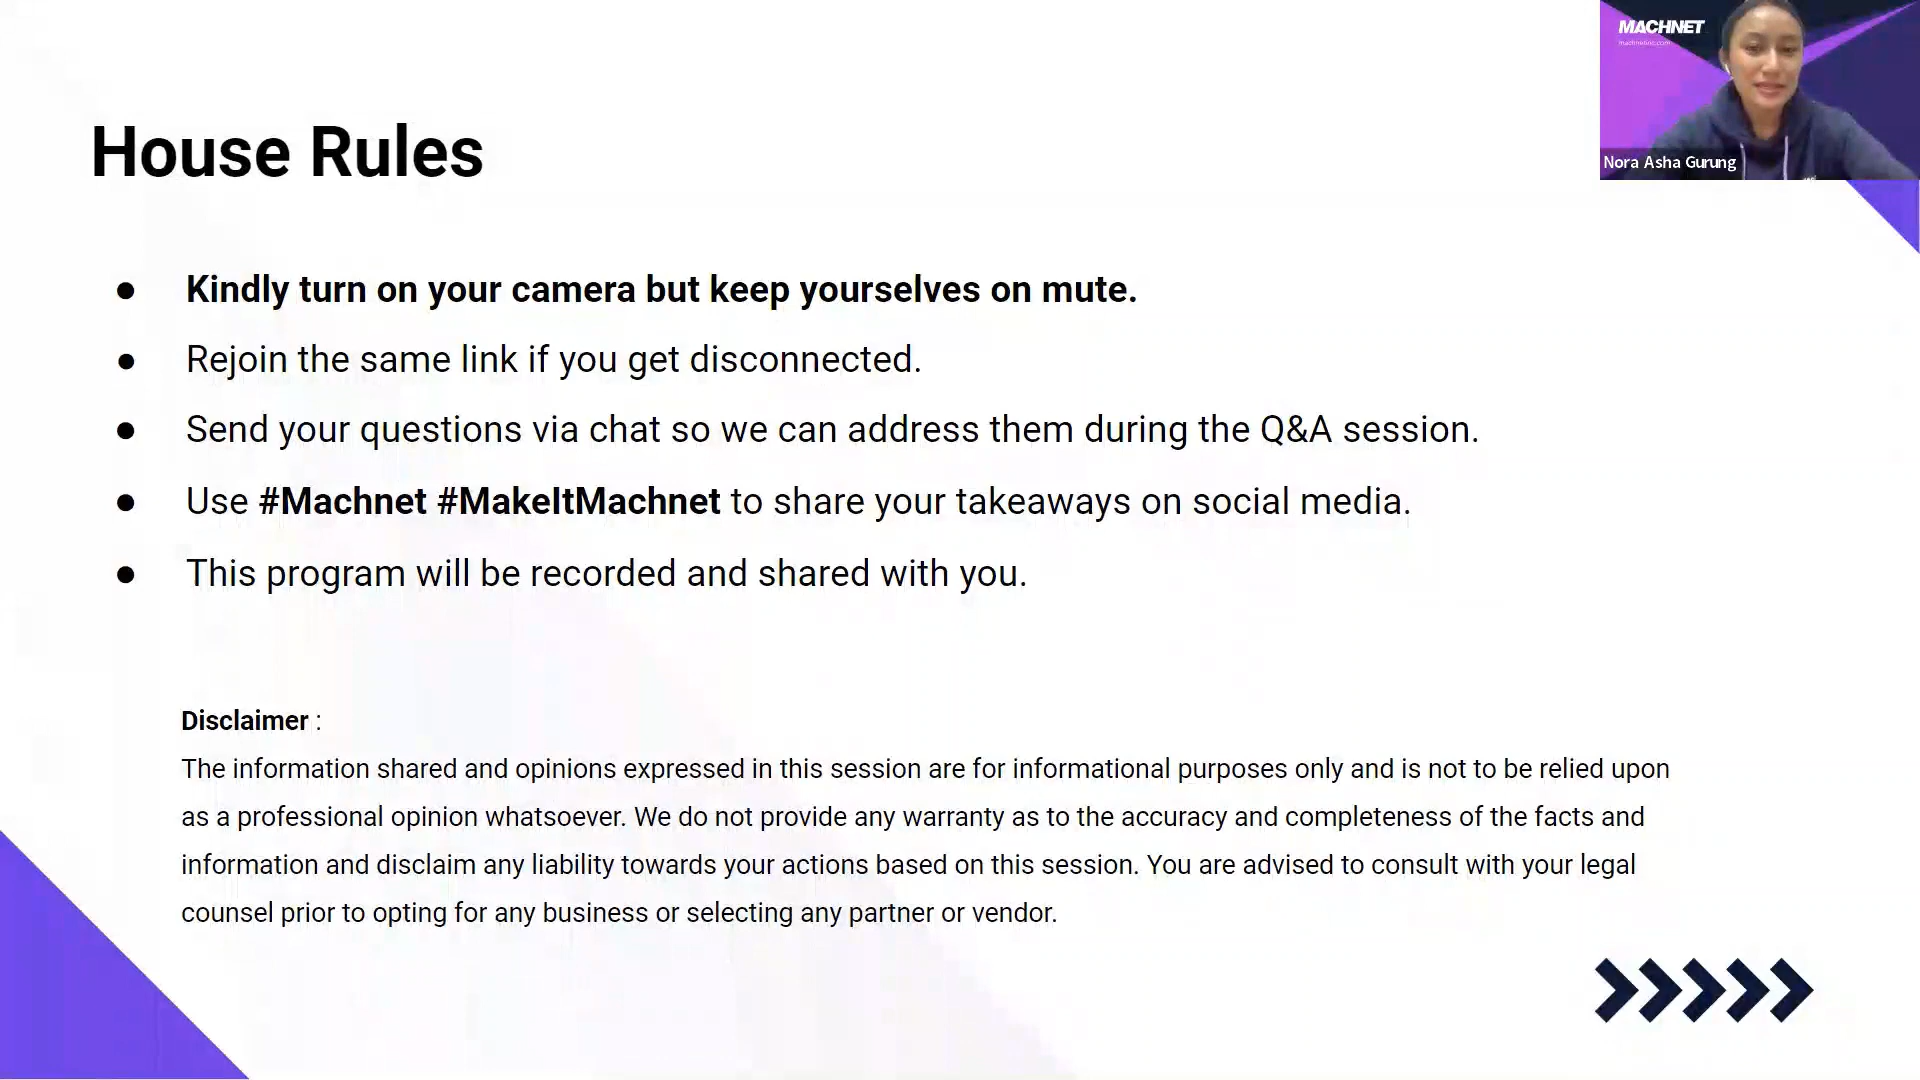 MACHNET
Nora Asha Gurung
House Rules
● Kindly turn on your camera but keep yourselves on mute.
● Rejoin the same link if you get disconnected.
● Send your questions via chat so we can address them during the Q&A session.
● Use #Machnet #MakeItMachnet to share your takeaways on social media.
● This program will be recorded and shared with you.
Disclaimer :
The information shared and opinions expressed in this session are for informational purposes only and is not to be relied upon
as a professional opinion whatsoever. We do not provide any warranty as to the accuracy and completeness of the facts and
information and disclaim any liability towards your actions based on this session. You are advised to consult with your legal
counsel prior to opting for any business or selecting any partner or vendor.